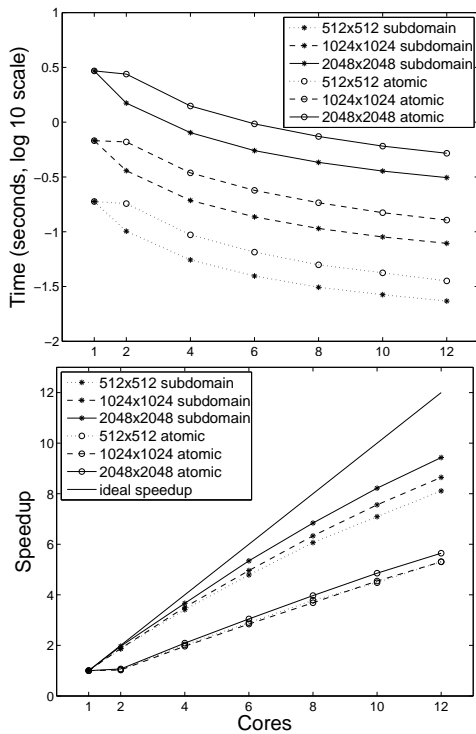 1
0.5
0
−0.5
−1
−1.5
−2
Time (seconds, log 10 scale)
512x512 subdomain
1024x1024 subdomain
2048x2048 subdomain
512x512 atomic
1024x1024 atomic
2048x2048 atomic
1 2 4 6 8 10 12
12
10
8
6
4
2
0
Speedup
512x512 subdomain
1024x1024 subdomain
2048x2048 subdomain
512x512 atomic
1024x1024 atomic
2048x2048 atomic
ideal speedup
1 2 4 6 8 10 12
Cores